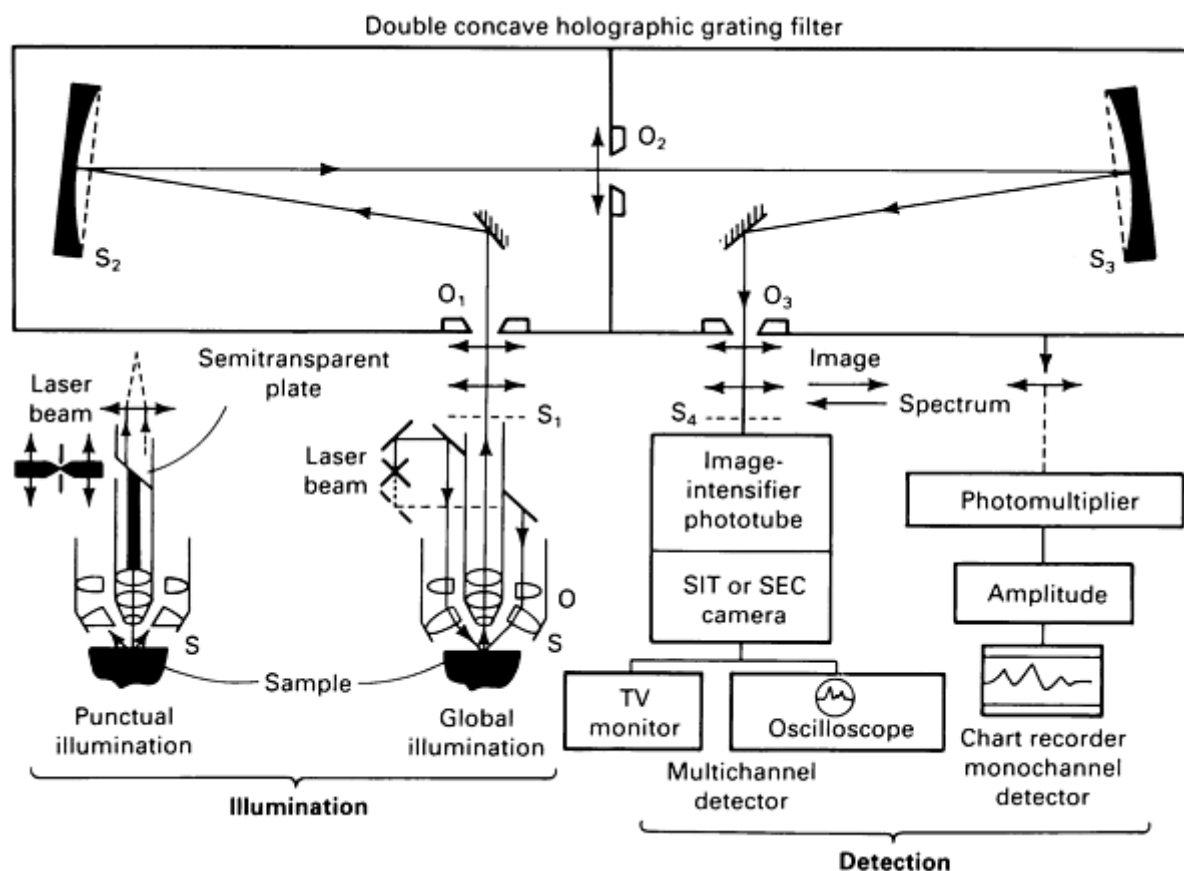 Double concave holographic grating filter
O₂
S₂
S₃
O₁
O₃
Semitransparent
plate
Laser
beam
Image
Spectrum
S₁
S₄
Laser
beam
Image-
intensifier
phototube
Photomultiplier
SIT or SEC
camera
Amplitude
O
S
S
Sample
TV
monitor
Oscilloscope
Punctual
illumination
Global
illumination
Chart recorder
monochannel
detector
Multichannel
detector
Illumination
Detection